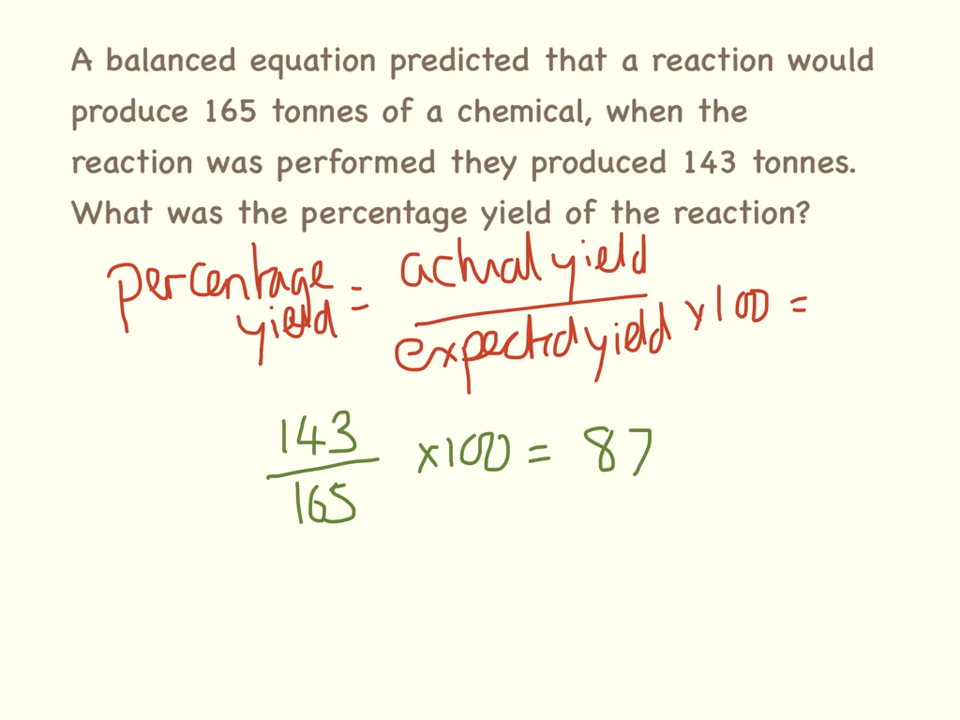 A balanced equation predicted that a reaction would
produce 165 tonnes of a chemical, when the
reaction was performed they produced 143 tonnes.
What was the percentage yield of the reaction?
percentage yield = actual yield / expected yield x100 =
143 / 165 x100 = 87